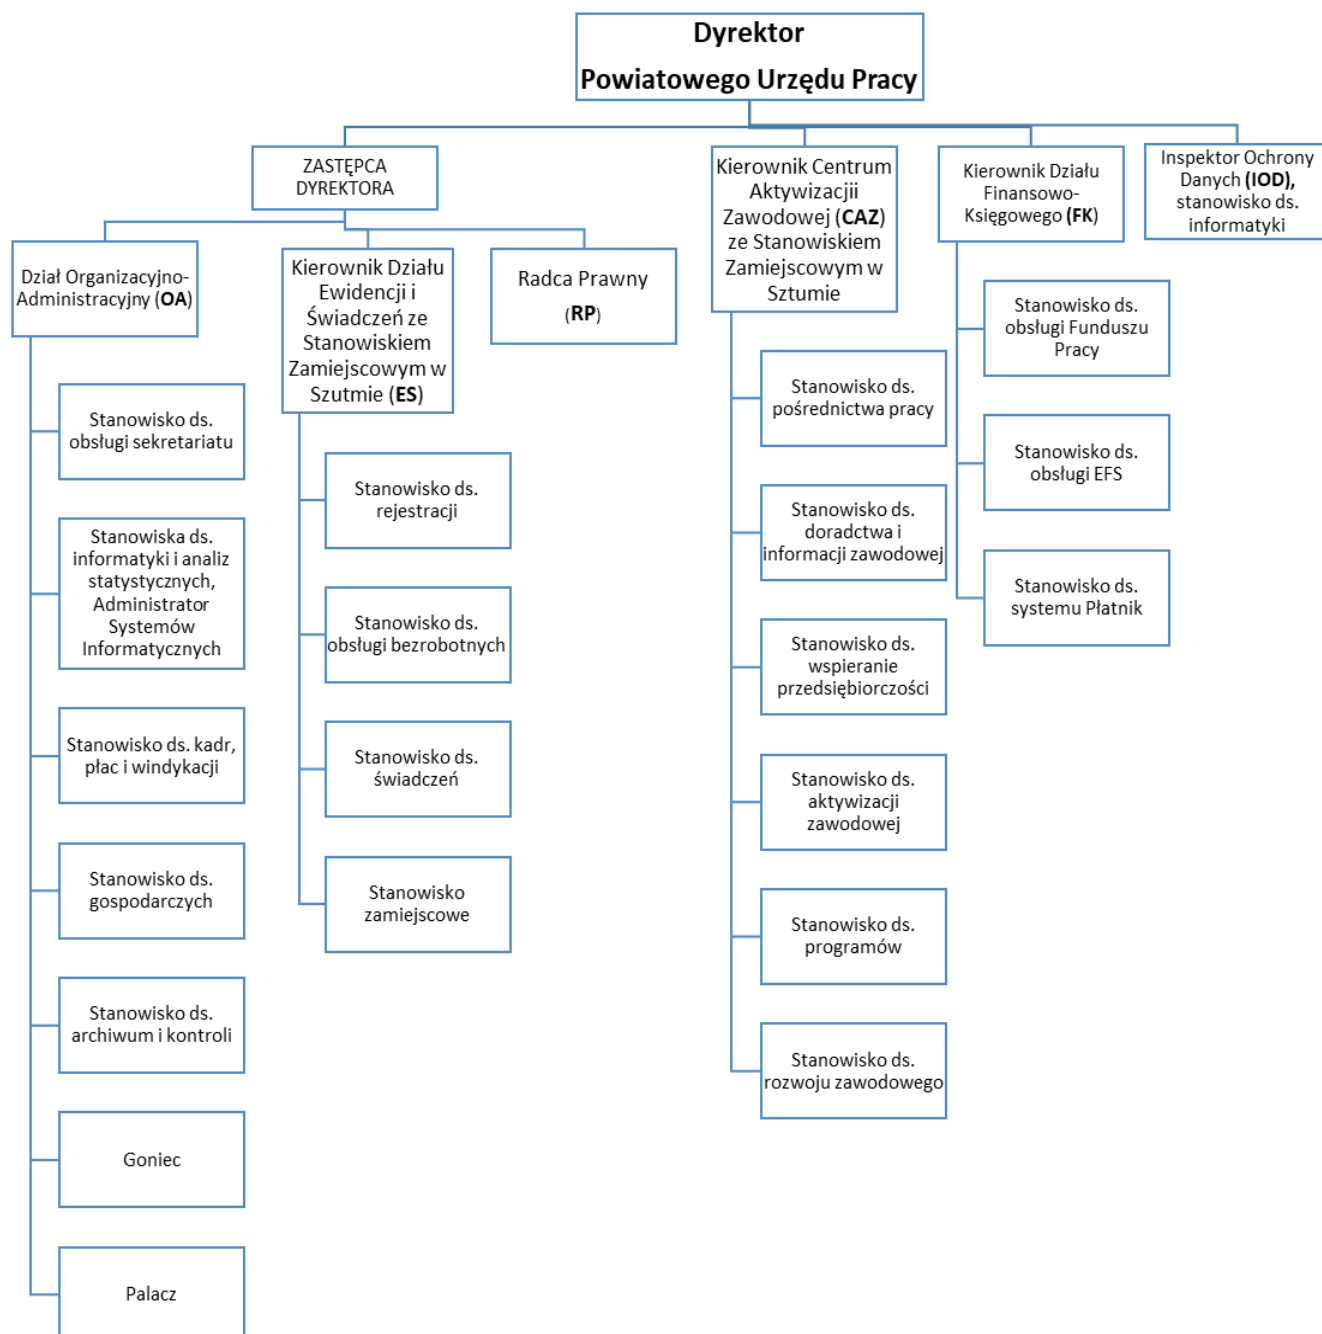 Dyrektor
Powiatowego Urzędu Pracy
ZASTĘPCA
DYREKTORA
Kierownik Centrum
Aktywizacjii
Zawodowej (CAZ)
ze Stanowiskiem
Zamiejscowym w
Sztumie
Kierownik Działu
Finansowo-
Księgowego (FK)
Inspektor Ochrony
Danych (IOD),
stanowisko ds.
informatyki
Dział Organizacyjno-
Administracyjny (OA)
Kierownik Działu
Ewidencji i
Świadczeń ze
Stanowiskiem
Zamiejscowym w
Szutmie (ES)
Radca Prawny
(RP)
Stanowisko ds.
obsługi sekretariatu
Stanowiska ds.
informatyki i analiz
statystycznych,
Administrator
Systemów
Informatycznych
Stanowisko ds. kadr,
płac i windykacji
Stanowisko ds.
gospodarczych
Stanowisko ds.
archiwum i kontroli
Goniec
Palacz
Stanowisko ds.
rejestracji
Stanowisko ds.
obsługi bezrobotnych
Stanowisko ds.
świadczeń
Stanowisko
zamiejscowe
Stanowisko ds.
pośrednictwa pracy
Stanowisko ds.
doradctwa i
informacji zawodowej
Stanowisko ds.
wspieranie
przedsiębiorczości
Stanowisko ds.
aktywizacji
zawodowej
Stanowisko ds.
programów
Stanowisko ds.
rozwoju zawodowego
Stanowisko ds.
obsługi Funduszu
Pracy
Stanowisko ds.
obsługi EFS
Stanowisko ds.
systemu Płatnik